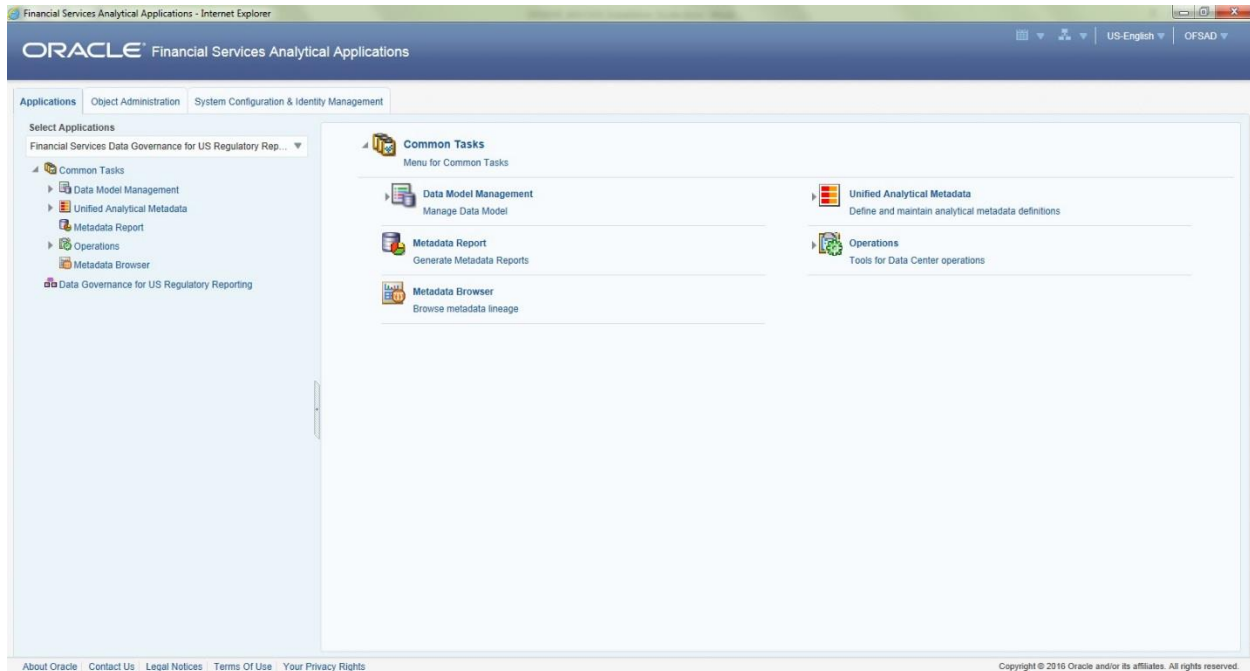 Financial Services Analytical Applications - Internet Explorer
ORACLE Financial Services Analytical Applications
US-English
OFSAD
Applications
Object Administration
System Configuration & Identity Management
Select Applications
Financial Services Data Governance for US Regulatory Rep...
Common Tasks
Data Model Management
Unified Analytical Metadata
Metadata Report
Operations
Metadata Browser
Data Governance for US Regulatory Reporting
Common Tasks
Menu for Common Tasks
Data Model Management
Manage Data Model
Unified Analytical Metadata
Define and maintain analytical metadata definitions
Metadata Report
Generate Metadata Reports
Operations
Tools for Data Center operations
Metadata Browser
Browse metadata lineage
About Oracle
Contact Us
Legal Notices
Terms Of Use
Your Privacy Rights
Copyright © 2016 Oracle and/or its affiliates. All rights reserved.